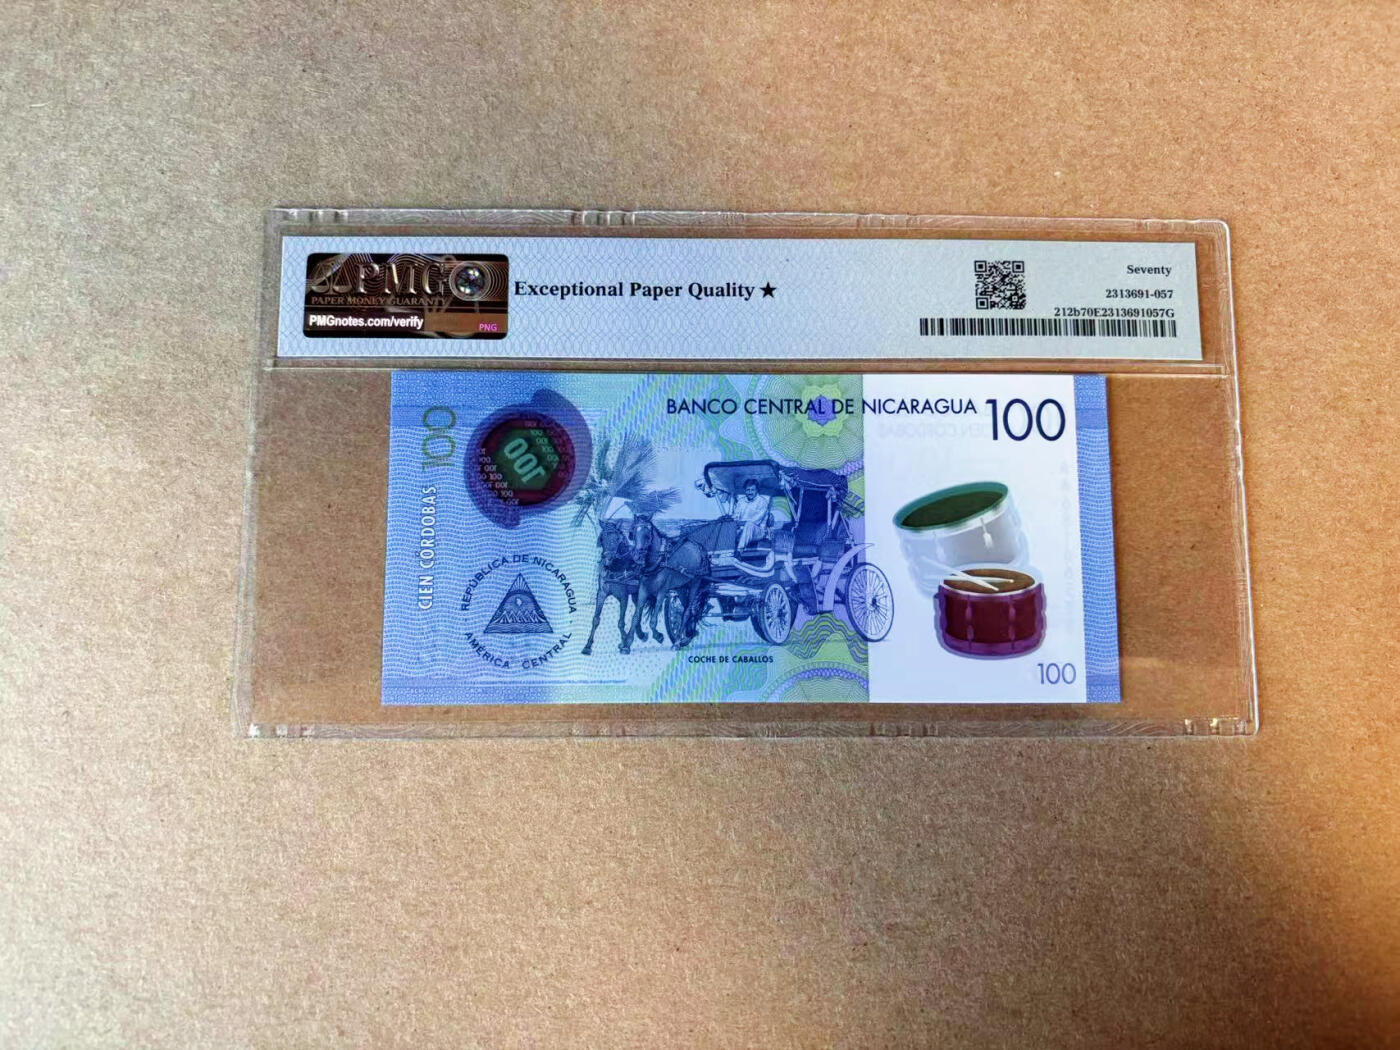 PMG
PAPER MONEY GUARANTY
PMGnotes.com/verify
PNG
Exceptional Paper Quality ★
Seventy
2313691-057
212b70E2313691057G
BANCO CENTRAL DE NICARAGUA 100
100
CIEN CÓRDOBAS
100
REPÚBLICA DE NICARAGUA
AMÉRICA CENTRAL
COCHE DE CABALLOS
100